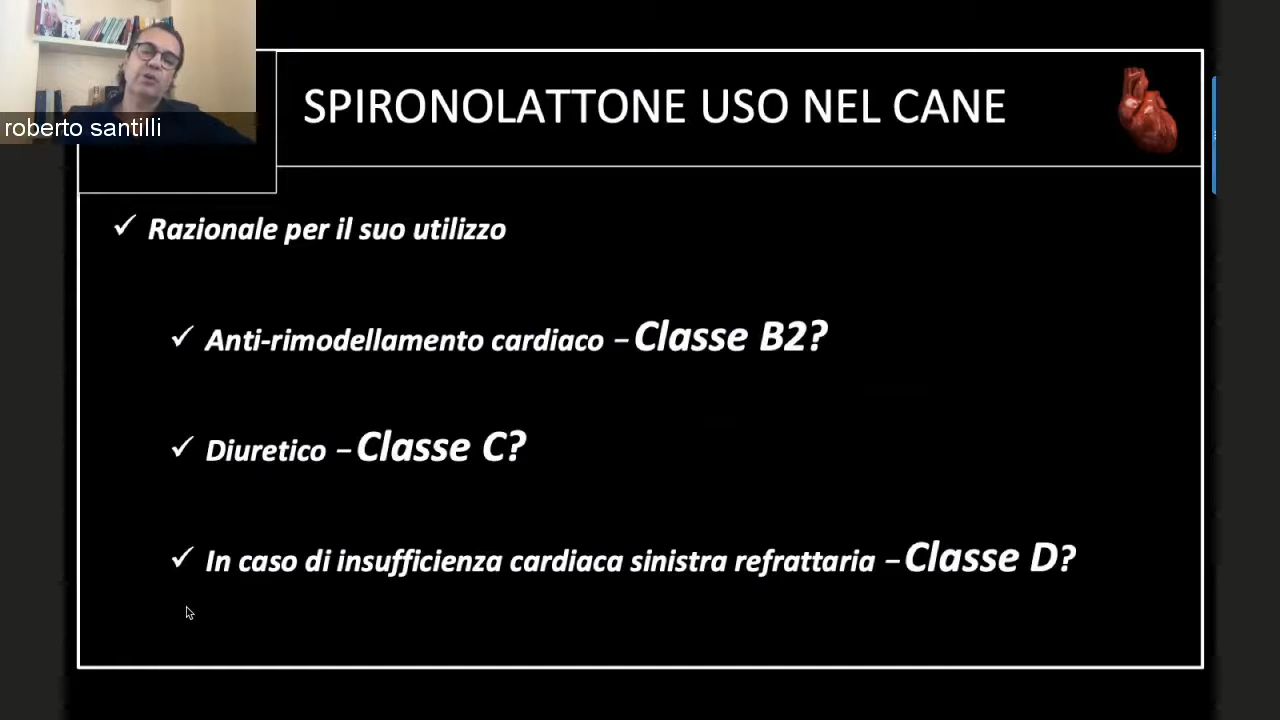 roberto santilli
SPIRONOLATTONE USO NEL CANE
✓ Razionale per il suo utilizzo
✓ Anti-rimodellamento cardiaco – Classe B2?
✓ Diuretico – Classe C?
✓ In caso di insufficienza cardiaca sinistra refrattaria – Classe D?